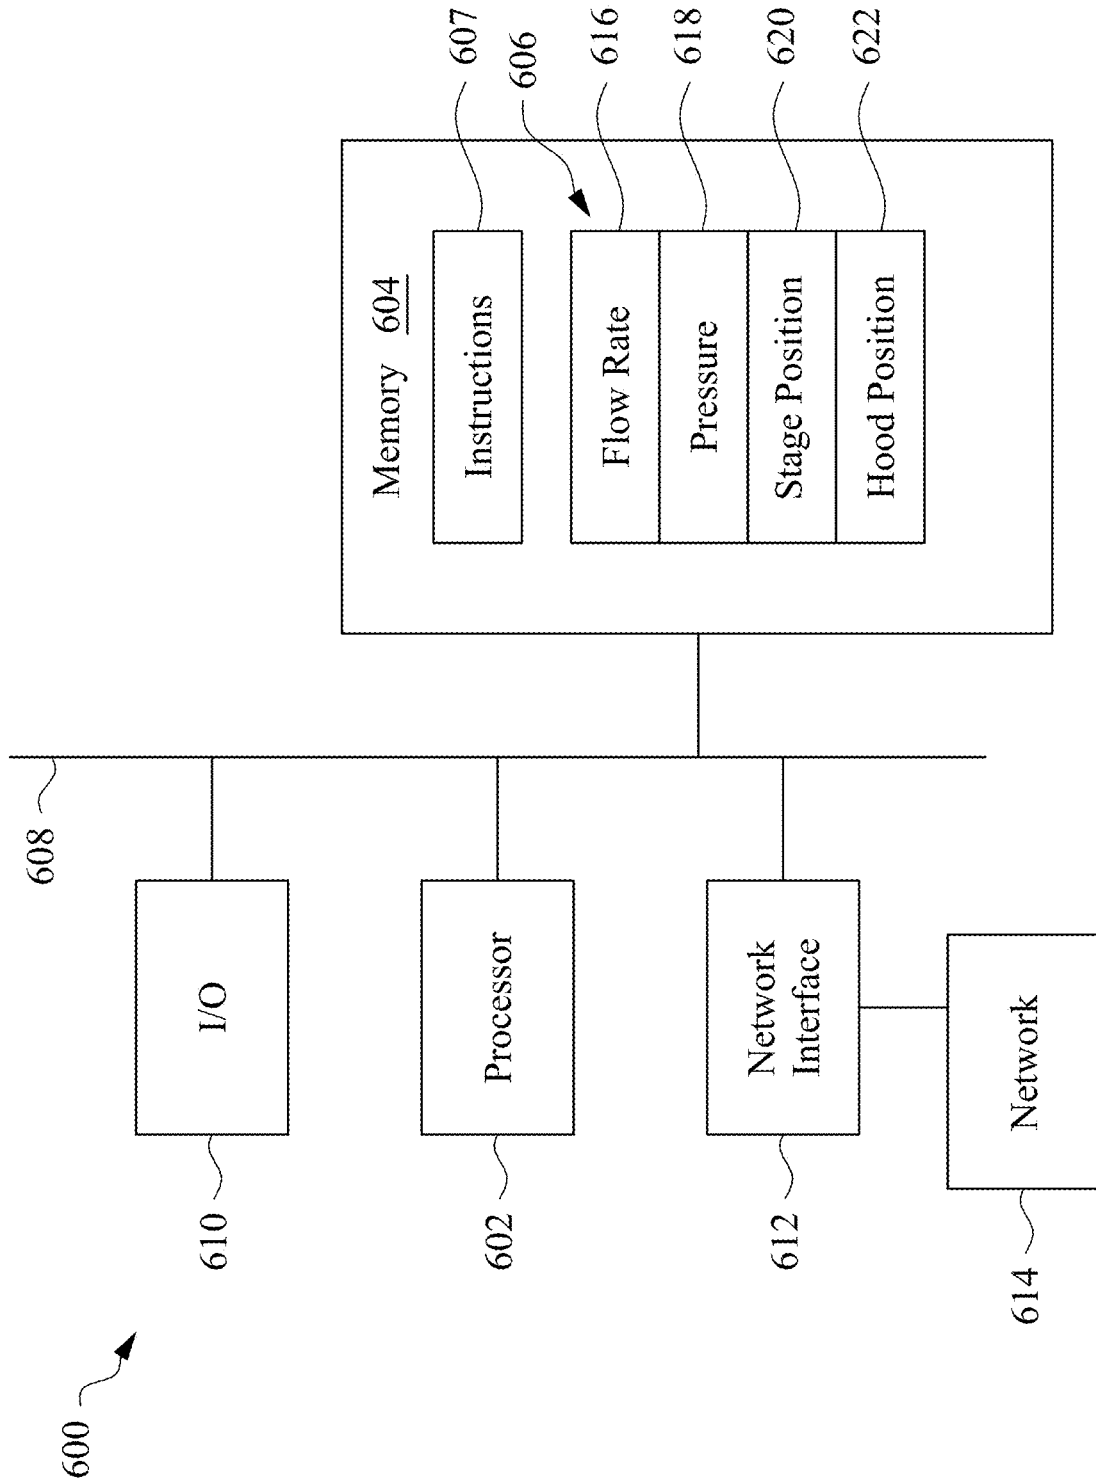 600
610
I/O
602
Processor
612
Network
Interface
614
Network
608
Memory 604
Instructions
607
606
Flow Rate
616
Pressure
618
Stage Position
620
Hood Position
622